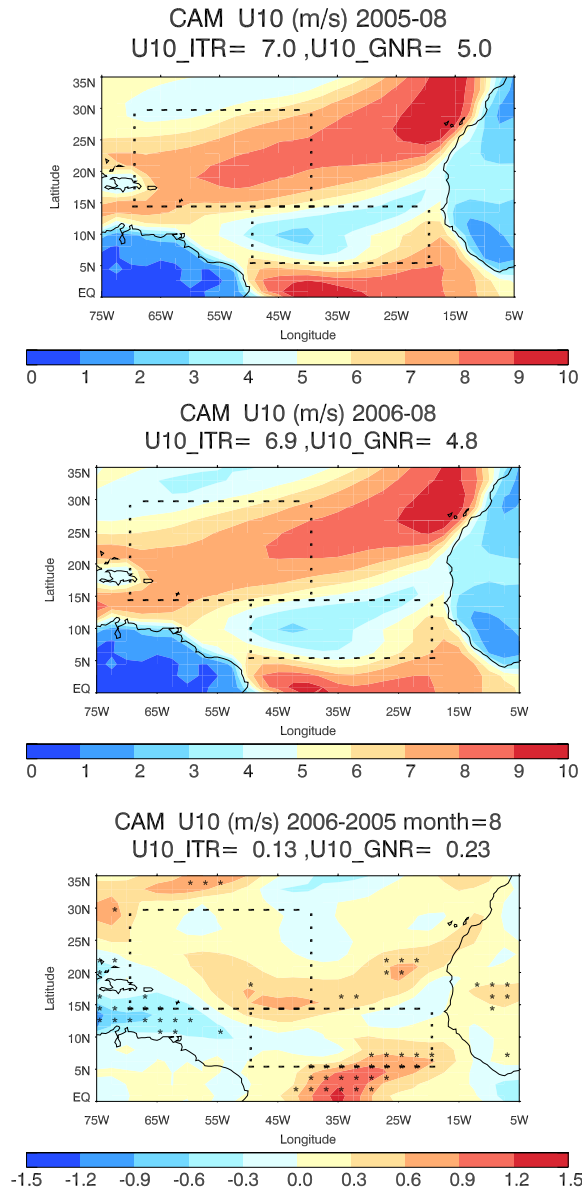 CAM U10 (m/s) 2005-08
U10_ITR= 7.0 ,U10_GNR= 5.0
35N
30N
25N
20N
15N
10N
5N
EQ
Latitude
75W 65W 55W 45W 35W 25W 15W 5W
Longitude
0 1 2 3 4 5 6 7 8 9 10
CAM U10 (m/s) 2006-08
U10_ITR= 6.9 ,U10_GNR= 4.8
35N
30N
25N
20N
15N
10N
5N
EQ
Latitude
75W 65W 55W 45W 35W 25W 15W 5W
Longitude
0 1 2 3 4 5 6 7 8 9 10
CAM U10 (m/s) 2006-2005 month=8
U10_ITR= 0.13 ,U10_GNR= 0.23
35N
30N
25N
20N
15N
10N
5N
EQ
Latitude
75W 65W 55W 45W 35W 25W 15W 5W
Longitude
-1.5 -1.2 -0.9 -0.6 -0.3 0.0 0.3 0.6 0.9 1.2 1.5